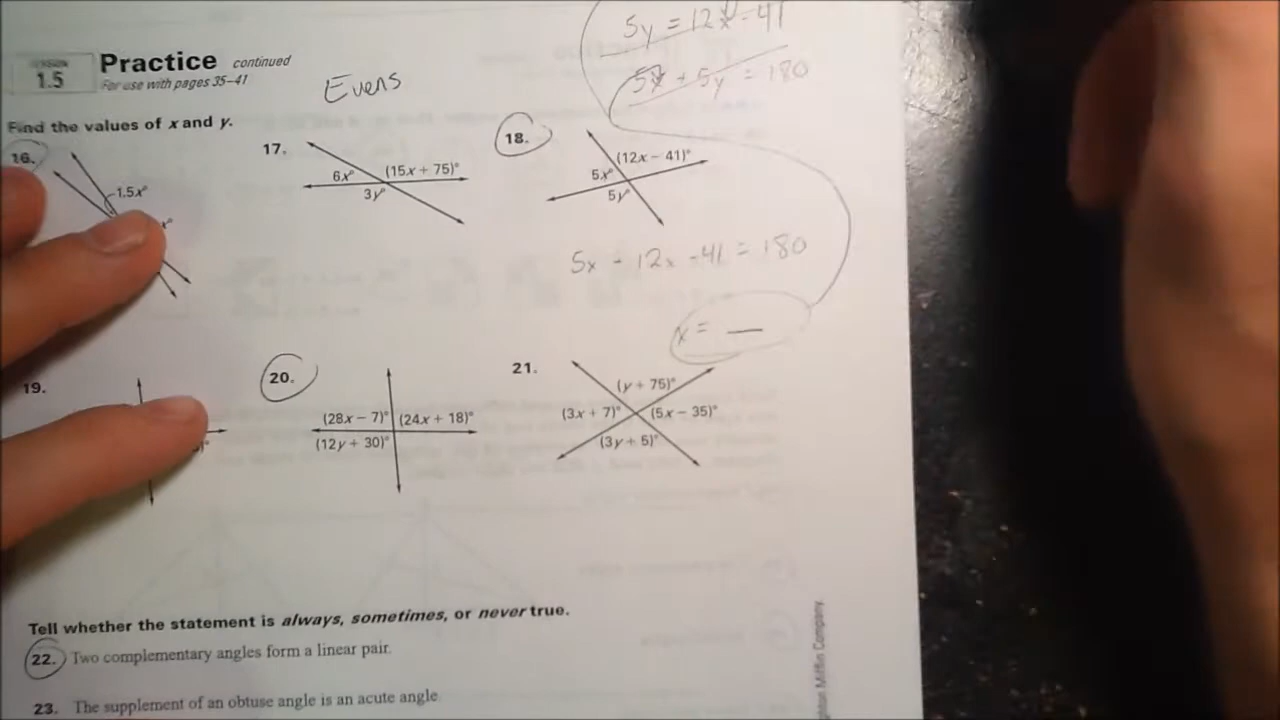 5y = 12x - 41
5x + 5y = 180
LESSON
1.5
Practice continued
For use with pages 35–41
Evens
Find the values of x and y.
16.
1.5x°
x°
17.
6x°
(15x + 75)°
3y°
18.
(12x − 41)°
5x°
5y°
5x - 12x -41 = 180
x = —
19.
)°
20.
(28x − 7)°
(24x + 18)°
(12y + 30)°
21.
(y + 75)°
(3x + 7)°
(5x − 35)°
(3y + 5)°
Tell whether the statement is always, sometimes, or never true.
22. Two complementary angles form a linear pair.
23. The supplement of an obtuse angle is an acute angle
Mifflin Company.